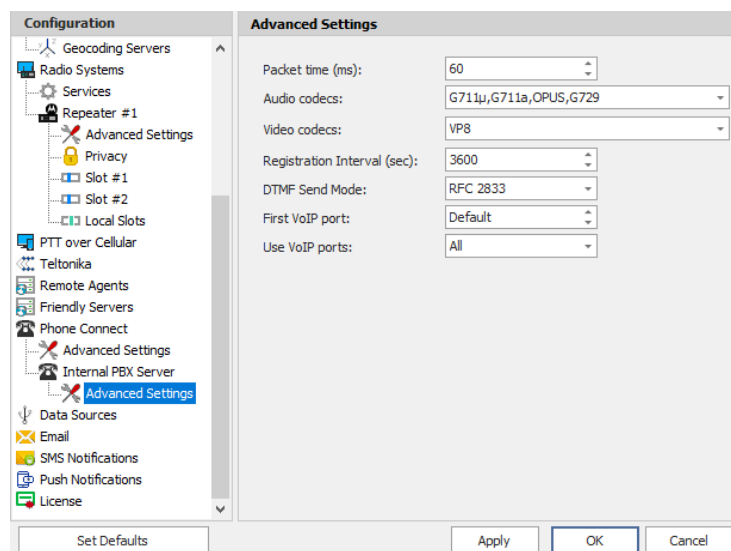 Configuration
Geocoding Servers
Radio Systems
Services
Repeater #1
Advanced Settings
Privacy
Slot #1
Slot #2
Local Slots
PTT over Cellular
Teltonika
Remote Agents
Friendly Servers
Phone Connect
Advanced Settings
Internal PBX Server
Advanced Settings
Data Sources
Email
SMS Notifications
Push Notifications
License
Advanced Settings
Packet time (ms): 60
Audio codecs: G711µ,G711a,OPUS,G729
Video codecs: VP8
Registration Interval (sec): 3600
DTMF Send Mode: RFC 2833
First VoIP port: Default
Use VoIP ports: All
Set Defaults Apply OK Cancel